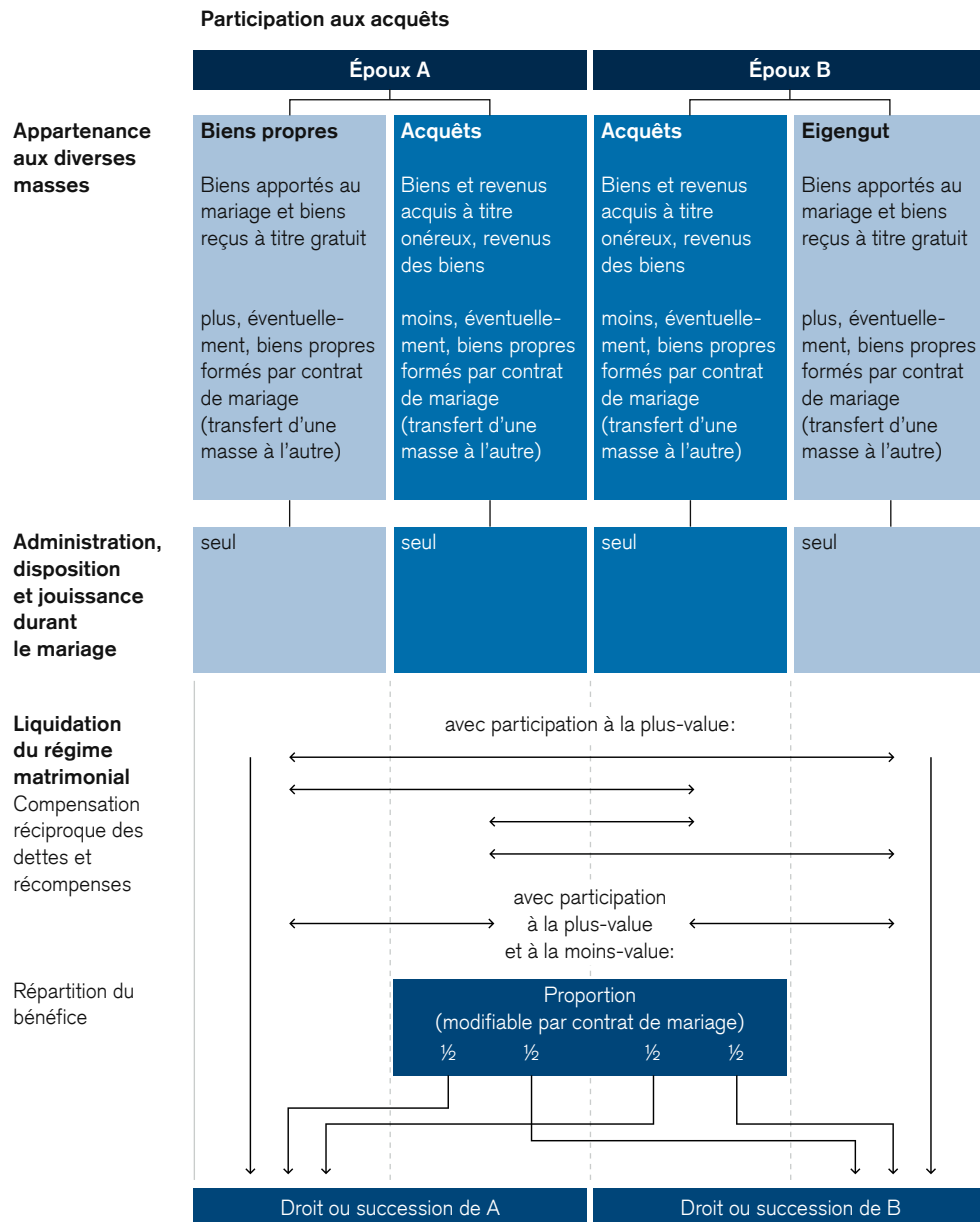 Participation aux acquêts
Époux A
Époux B
Appartenance
aux diverses
masses
Biens propres
Biens apportés au
mariage et biens
reçus à titre gratuit
plus, éventuelle-
ment, biens propres
formés par contrat
de mariage
(transfert d’une
masse à l’autre)
Acquêts
Biens et revenus
acquis à titre
onéreux, revenus
des biens
moins, éventuelle-
ment, biens propres
formés par contrat
de mariage
(transfert d’une
masse à l’autre)
Acquêts
Biens et revenus
acquis à titre
onéreux, revenus
des biens
moins, éventuelle-
ment, biens propres
formés par contrat
de mariage
(transfert d’une
masse à l’autre)
Eigengut
Biens apportés au
mariage et biens
reçus à titre gratuit
plus, éventuelle-
ment, biens propres
formés par contrat
de mariage
(transfert d’une
masse à l’autre)
Administration,
disposition
et jouissance
durant
le mariage
seul
seul
seul
seul
Liquidation
du régime
matrimonial
Compensation
réciproque des
dettes et
récompenses
avec participation à la plus-value:
avec participation
à la plus-value
et à la moins-value:
Répartition du
bénéfice
Proportion
(modifiable par contrat de mariage)
½ ½ ½ ½
Droit ou succession de A
Droit ou succession de B